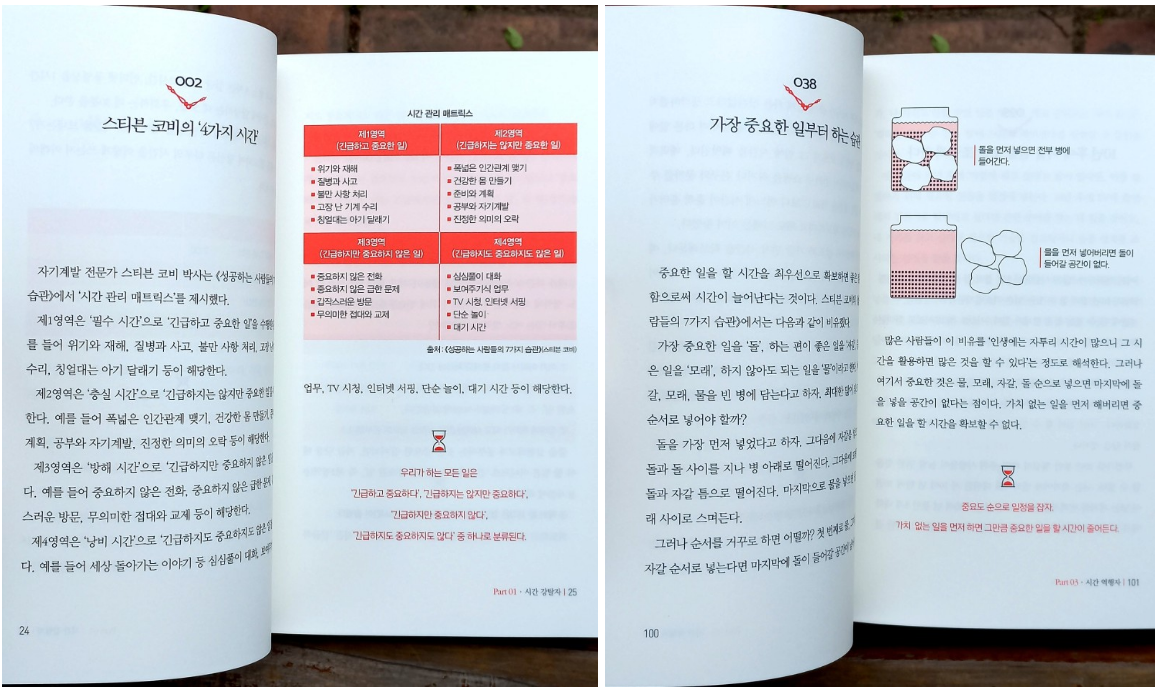 002
스티븐 코비의 '4가지 시간
자기계발 전문가 스티븐 코비 박사는 《성공하는 사람들의
습관》에서 '시간 관리 매트릭스'를 제시했다.
제1영역은 '필수 시간'으로 '긴급하고 중요한 일'을
를 들어 위기와 재해, 질병과 사고, 불만 사항 처리, 고장 난
수리, 칭얼대는 아기 달래기 등이 해당한다.
제2영역은 '충실 시간'으로 '긴급하지는 않지만 중요한
한다. 예를 들어 폭넓은 인간관계 맺기, 건강한 몸 만들기,
계획, 공부와 자기계발, 진정한 의미의 오락 등이 해당한다.
제3영역은 '방해 시간'으로 '긴급하지만 중요하지 않은
다. 예를 들어 중요하지 않은 전화, 중요하지 않은 급한 문제
스러운 방문, 무의미한 접대와 교제 등이 해당한다.
제4영역은 '낭비 시간'으로 '긴급하지도 중요하지도 않은
다. 예를 들어 세상 돌아가는 이야기 등 심심풀이 대화,
24
시간 관리 매트릭스
제1영역
(긴급하고 중요한 일)
제2영역
(긴급하지는 않지만 중요한 일)
위기와 재해
질병과 사고
불만 사항 처리
고장 난 기계 수리
칭얼대는 아기 달래기
폭넓은 인간관계 맺기
건강한 몸 만들기
준비와 계획
공부와 자기계발
진정한 의미의 오락
제3영역
(긴급하지만 중요하지 않은 일)
제4영역
(긴급하지도 중요하지도 않은 일)
중요하지 않은 전화
중요하지 않은 급한 문제
갑작스러운 방문
무의미한 접대와 교제
심심풀이 대화
보여주기식 업무
TV 시청, 인터넷 서핑
단순 놀이
대기 시간
출처: 《성공하는 사람들의 7가지 습관》(스티븐 코비)
업무, TV 시청, 인터넷 서핑, 단순 놀이, 대기 시간 등이 해당한다.
우리가 하는 모든 일은
'긴급하고 중요하다', '긴급하지는 않지만 중요하다',
'긴급하지만 중요하지 않다',
'긴급하지도 중요하지도 않다' 중 하나로 분류된다.
Part 01 · 시간 강탈자 | 25
038
가장 중요한 일부터 하는 습관
중요한 일을 할 시간을 최우선으로 확보하면
함으로써 시간이 늘어난다는 것이다. 스티븐 코비
람들의 7가지 습관》에서는 다음과 같이 비유했다
가장 중요한 일을 '돌', 하는 편이 좋은 일을
은 일을 '모래', 하지 않아도 되는 일을 '물'이라고
갈, 모래, 물을 빈 병에 담는다고 하자.
순서로 넣어야 할까?
돌을 가장 먼저 넣었다고 하자. 그다음에 자갈을
돌과 돌 사이를 지나 병 아래로 떨어진다.
돌과 자갈 틈으로 떨어진다. 마지막으로 물을
래 사이로 스며든다.
그러나 순서를 거꾸로 하면 어떨까? 첫 번째로
자갈 순서로 넣는다면 마지막에 돌이 들어갈 공간이
100
돌을 먼저 넣으면 전부 병에
들어간다.
물을 먼저 넣어버리면 돌이
들어갈 공간이 없다.
많은 사람들이 이 비유를 '인생에는 자투리 시간이 많으니 그 시
간을 활용하면 많은 것을 할 수 있다'는 정도로 해석한다. 그러나
여기서 중요한 것은 물, 모래, 자갈, 돌 순으로 넣으면 마지막에 돌
을 넣을 공간이 없다는 점이다. 가치 없는 일을 먼저 해버리면 중
요한 일을 할 시간을 확보할 수 없다.
중요도 순으로 일정을 잡자.
가치 없는 일을 먼저 하면 그만큼 중요한 일을 할 시간이 줄어든다.
Part 03 · 시간 역행자 | 101